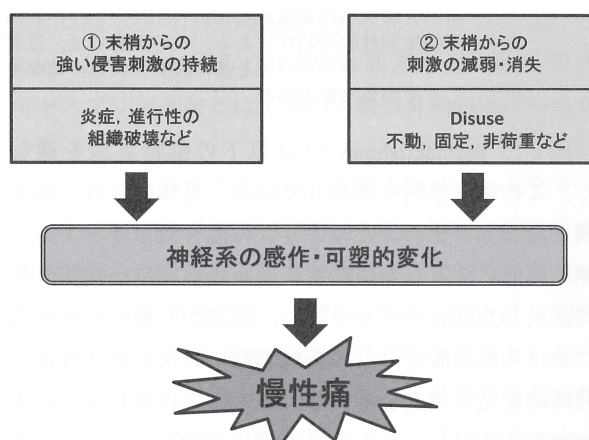 ① 末梢からの
強い侵害刺激の持続
炎症，進行性の
組織破壊など
② 末梢からの
刺激の減弱・消失
Disuse
不動，固定，非荷重など
神経系の感作・可塑的変化
慢性痛